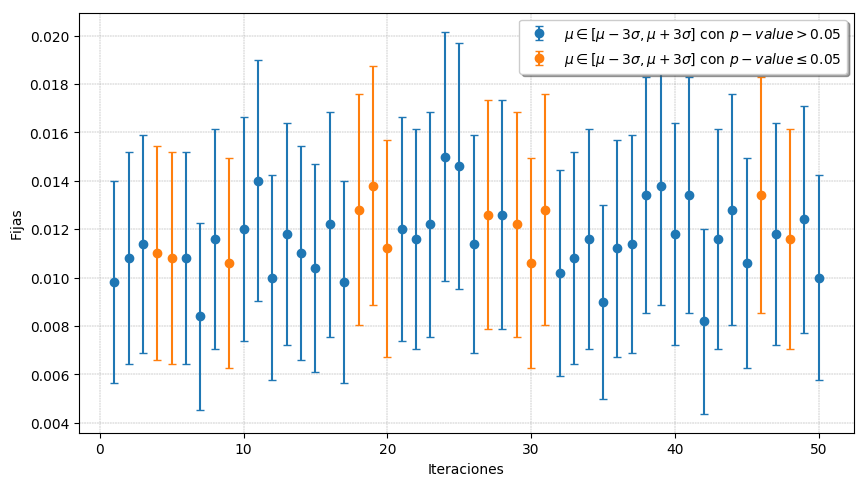 0.020
0.018
0.016
0.014
0.012
0.010
0.008
0.006
0.004
Fijas
0 10 20 30 40 50
Iteraciones
μ ∈ [μ − 3σ, μ + 3σ] con p − value > 0.05
μ ∈ [μ − 3σ, μ + 3σ] con p − value ≤ 0.05